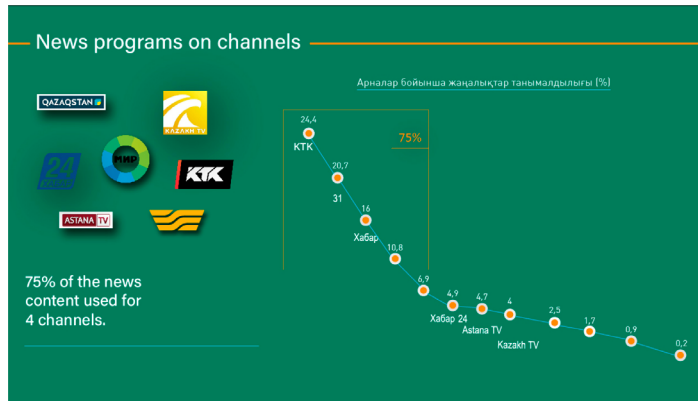 News programs on channels
QAZAQSTAN
KAZAKH TV
24
МИР
КТК
ASTANA TV
75% of the news
content used for
4 channels.
Арналар бойынша жаңалықтар танымалдылығы (%)
75%
24,4
КТК
20,7
31
16
Хабар
10,8
6,9
4,9
Хабар 24
4,7
Astana TV
4
Kazakh TV
2,5
1,7
0,9
0,2